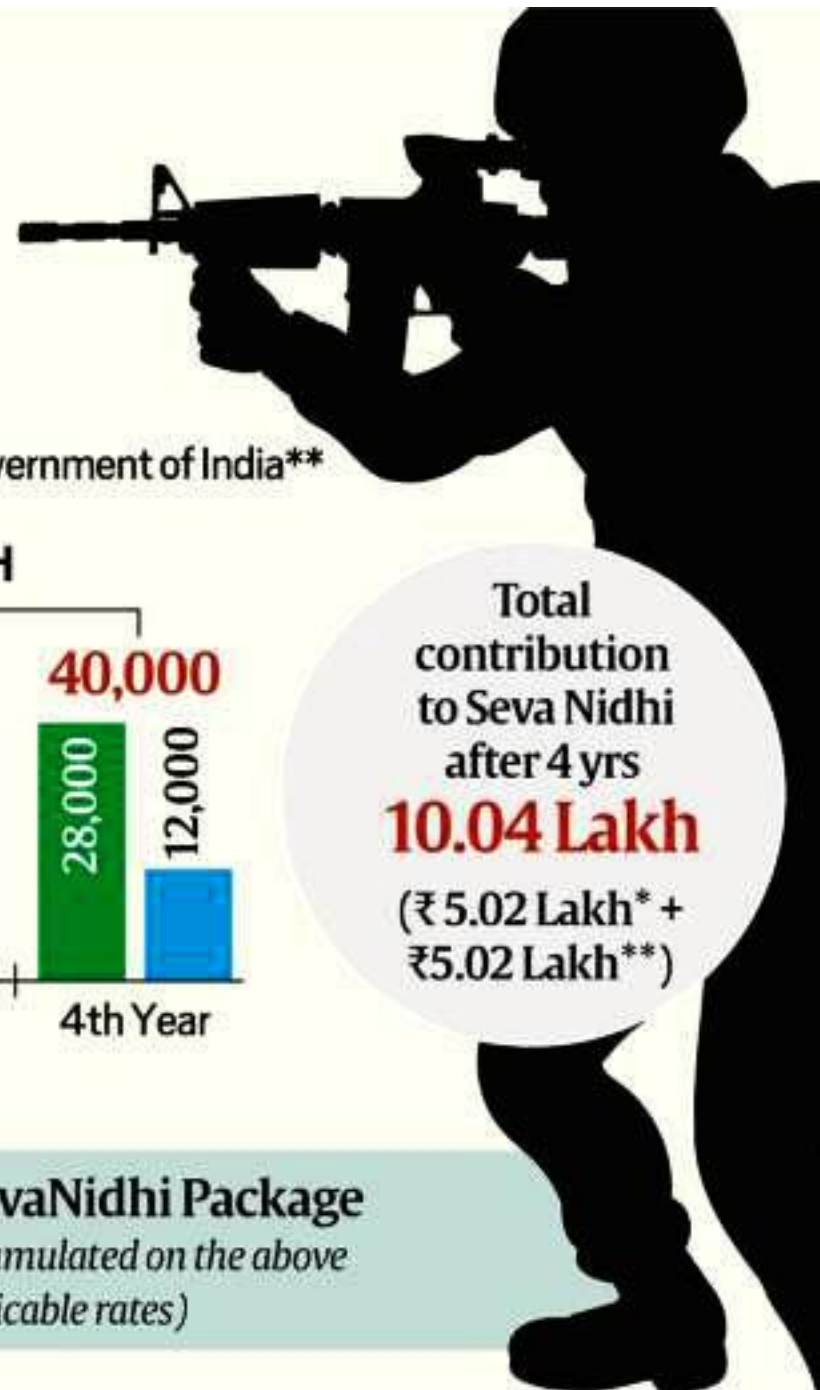 vernment of India**
H
40,000
28,000
12,000
4th Year
Total
contribution
to Seva Nidhi
after 4 yrs
10.04 Lakh
(₹ 5.02 Lakh* +
₹5.02 Lakh**)
vaNidhi Package
mulated on the above
icable rates)